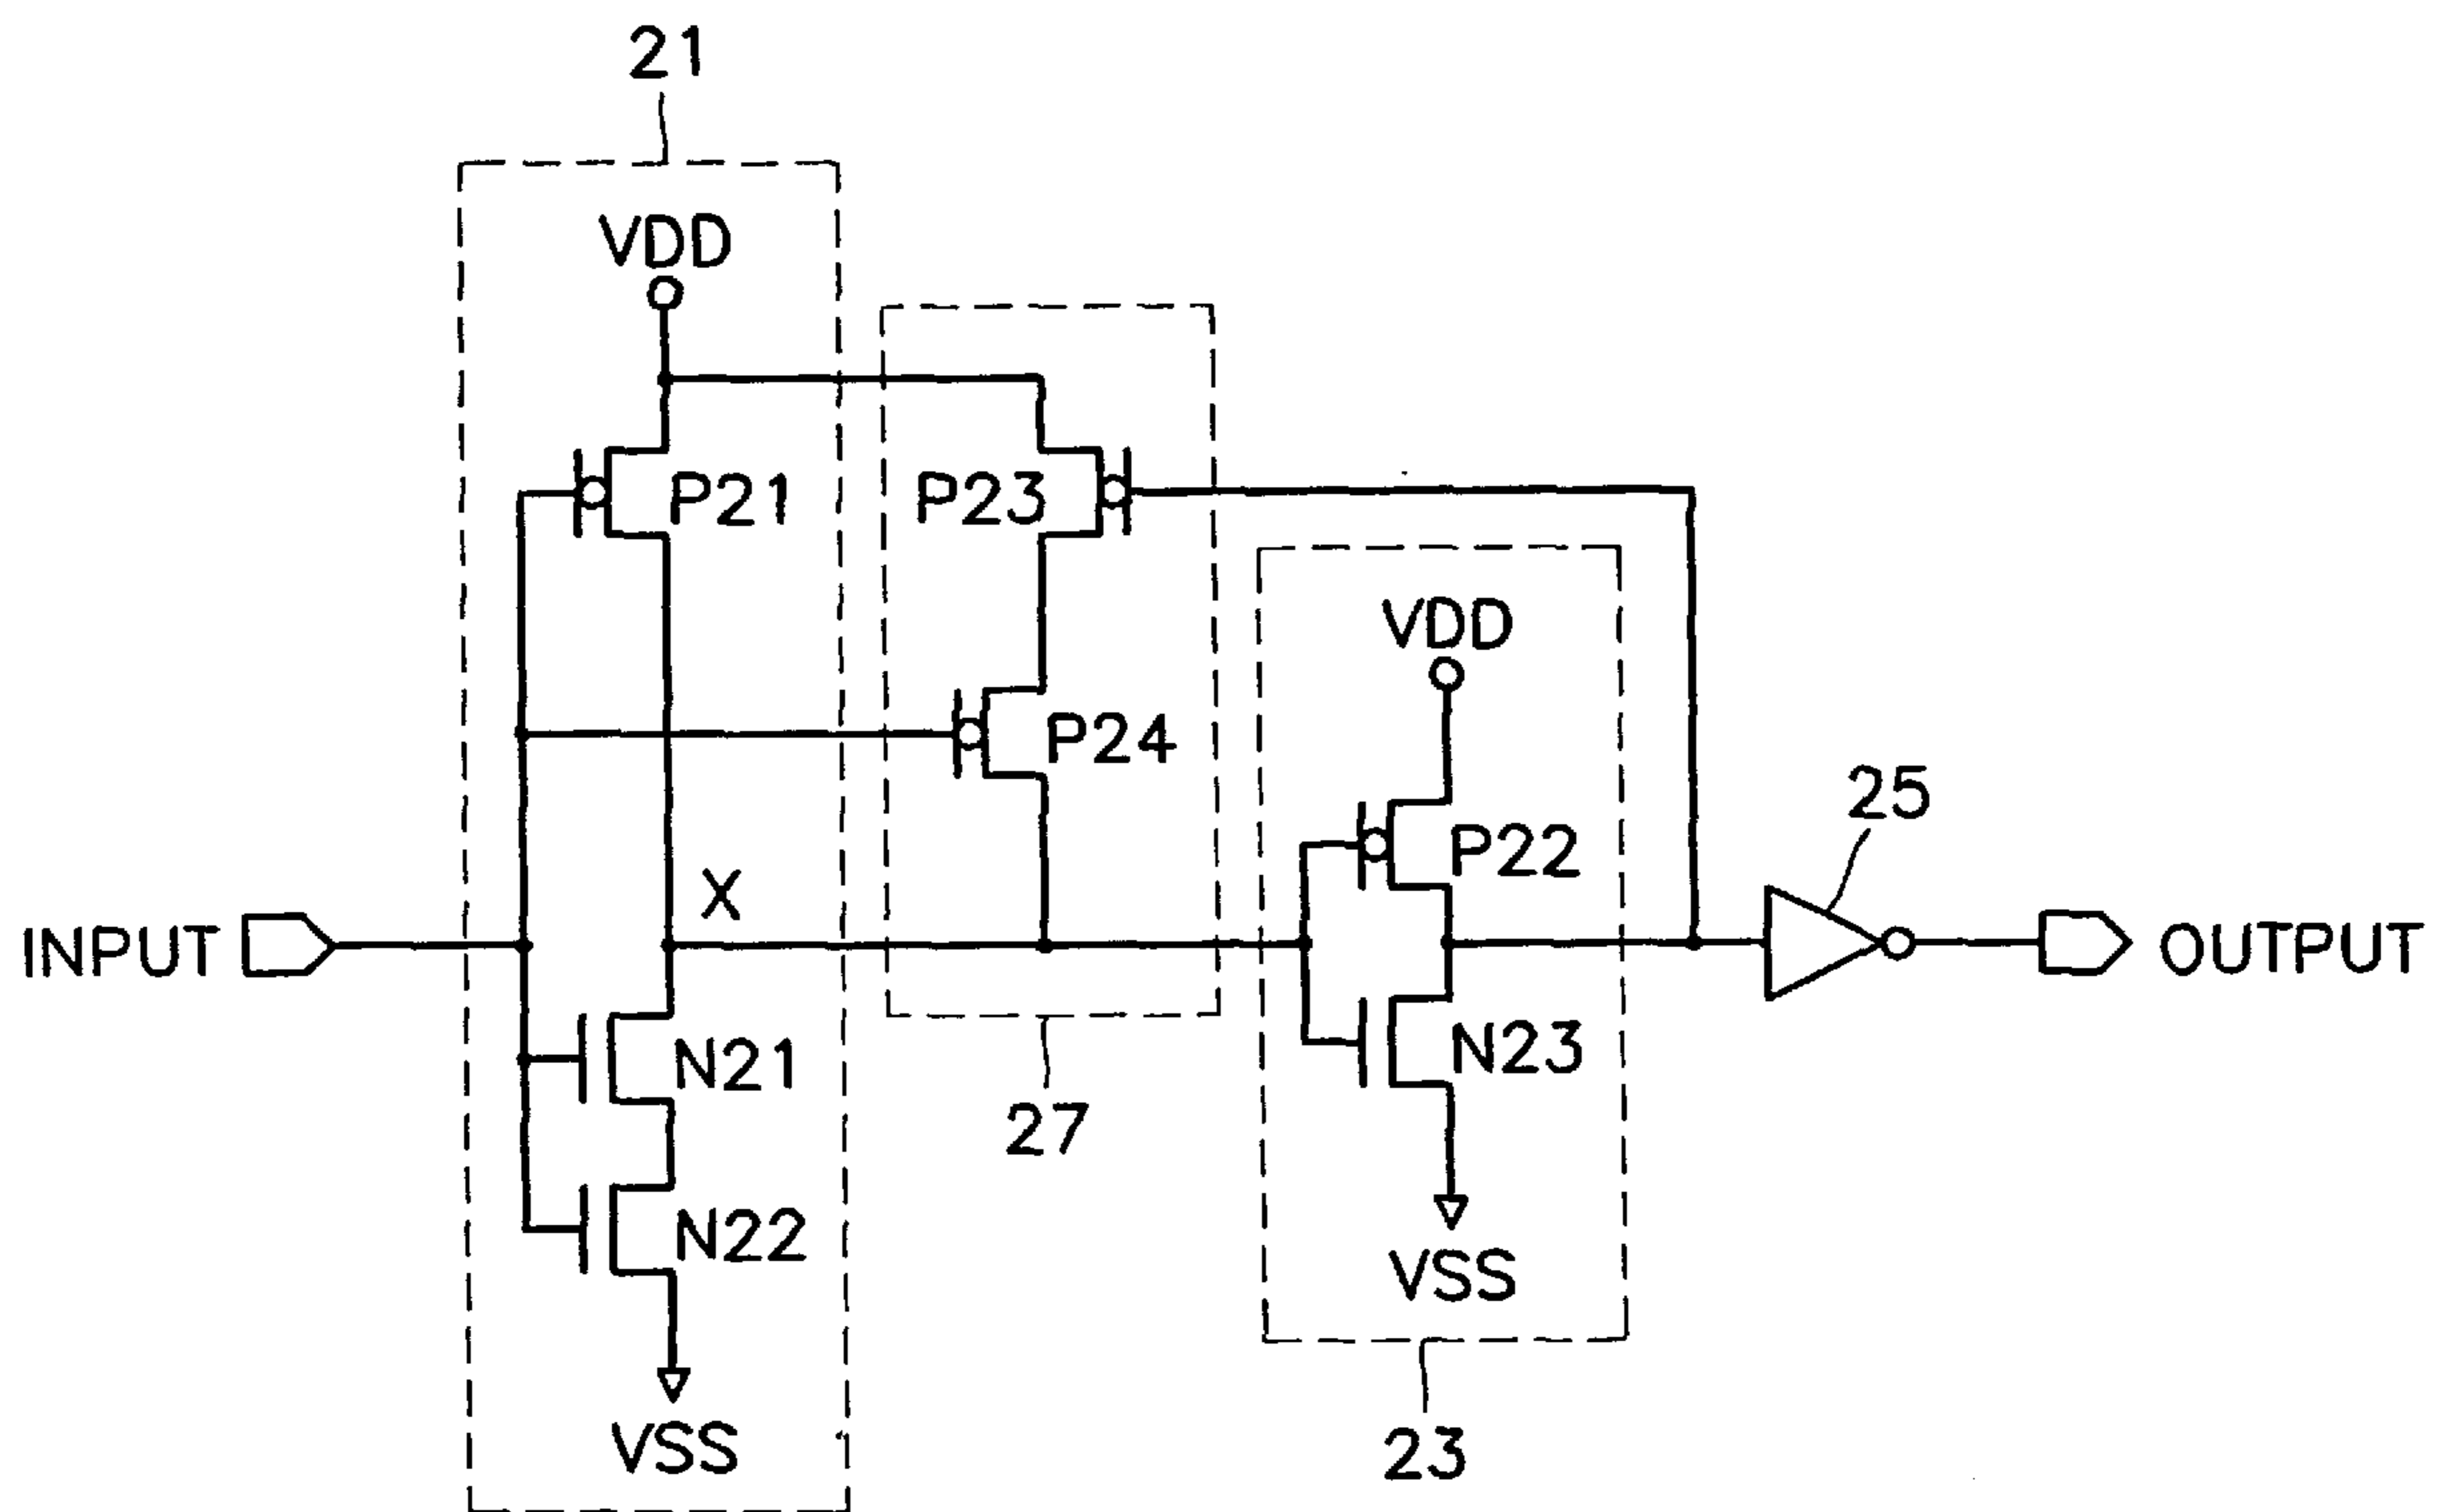 21
VDD
P21
P23
VDD
P24
25
P22
X
INPUT
OUTPUT
N21
N23
27
N22
VSS
VSS
23